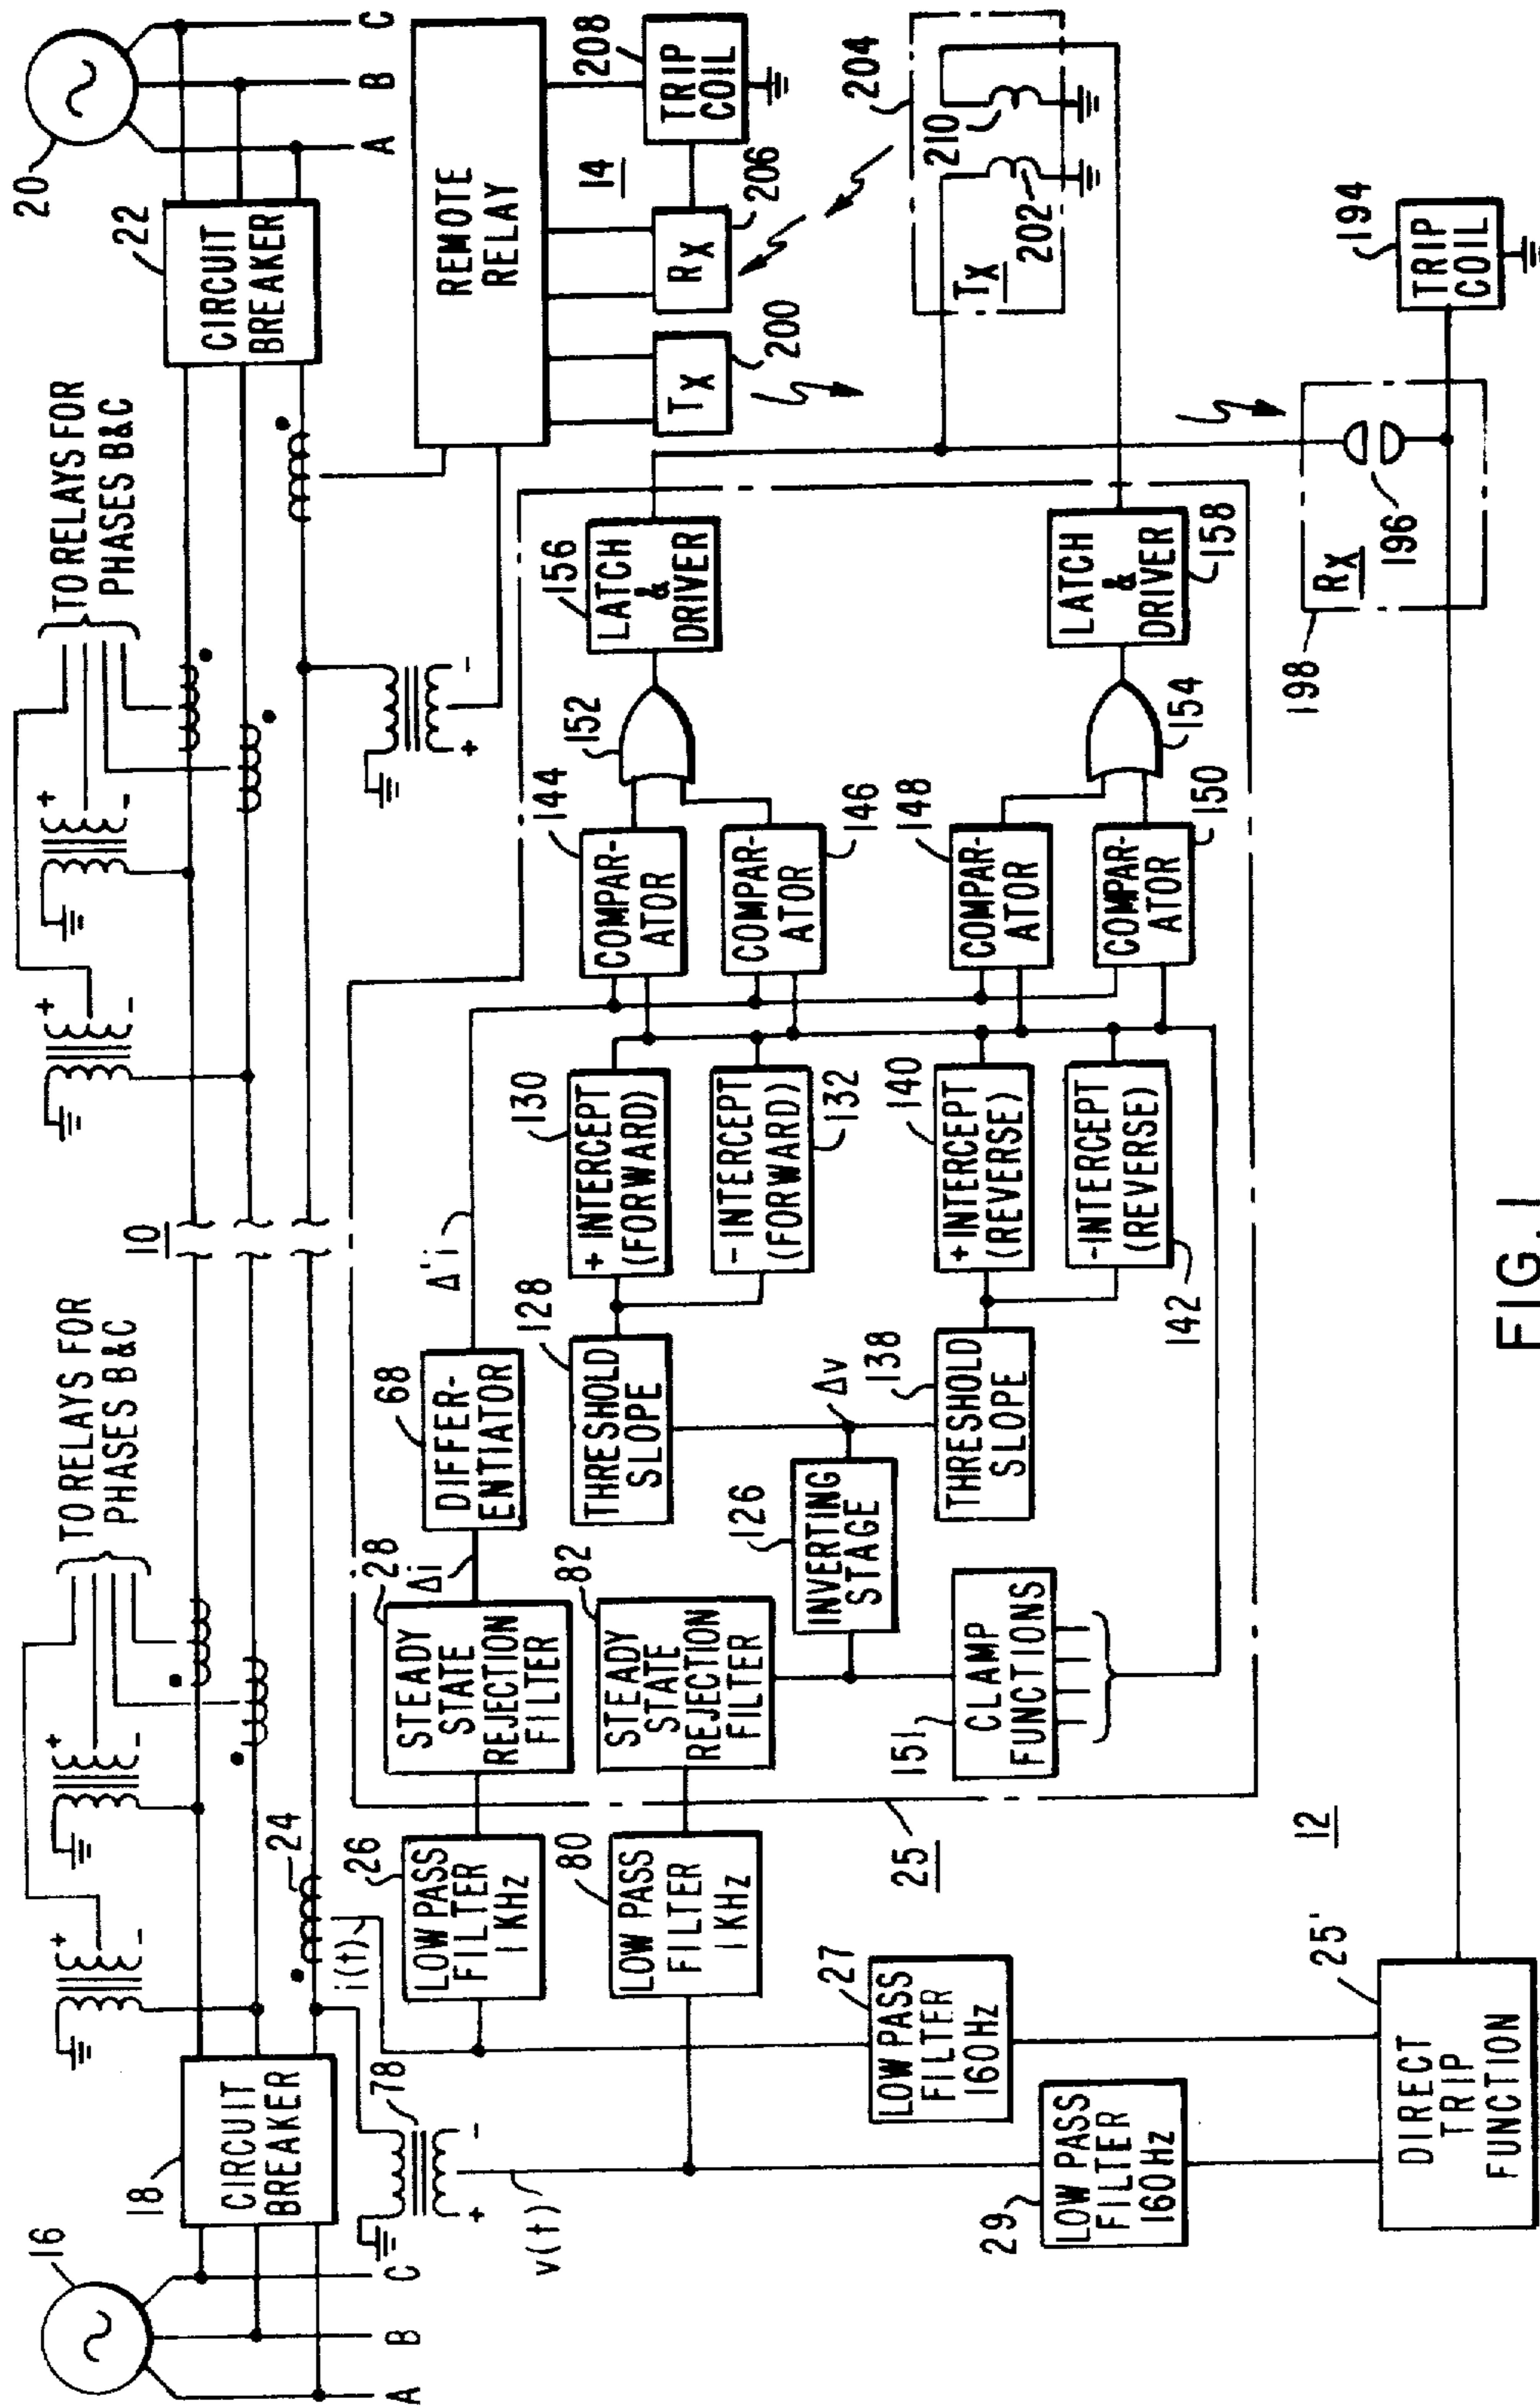 16
A
B
C
18
CIRCUIT
BREAKER
+
-
+
-
TO RELAYS FOR
PHASES B&C
24
i(t)
78
+
-
v(t)
10
+
-
+
-
TO RELAYS FOR
PHASES B&C
+
-
22
CIRCUIT
BREAKER
20
A
B
C
REMOTE
RELAY
14
TX
200
RX
206
TRIP
COIL
208
26
LOW PASS
FILTER
1 KHz
28
STEADY
STATE
REJECTION
FILTER
Δi
68
DIFFER-
ENTIATOR
Δ'i
80
LOW PASS
FILTER
1 KHz
82
STEADY
STATE
REJECTION
FILTER
126
INVERTING
STAGE
Δv
128
THRESHOLD
SLOPE
138
THRESHOLD
SLOPE
130
+ INTERCEPT
(FORWARD)
132
- INTERCEPT
(FORWARD)
140
+ INTERCEPT
(REVERSE)
142
-INTERCEPT
(REVERSE)
144
COMPAR-
ATOR
146
COMPAR-
ATOR
148
COMPAR-
ATOR
150
COMPAR-
ATOR
152
154
156
LATCH
&
DRIVER
158
LATCH
&
DRIVER
151
CLAMP
FUNCTIONS
25
27
LOW PASS
FILTER
160Hz
29
LOW PASS
FILTER
160Hz
25'
DIRECT
TRIP
FUNCTION
12
198
RX
196
194
TRIP
COIL
TX
202
210
204
FIG. 1